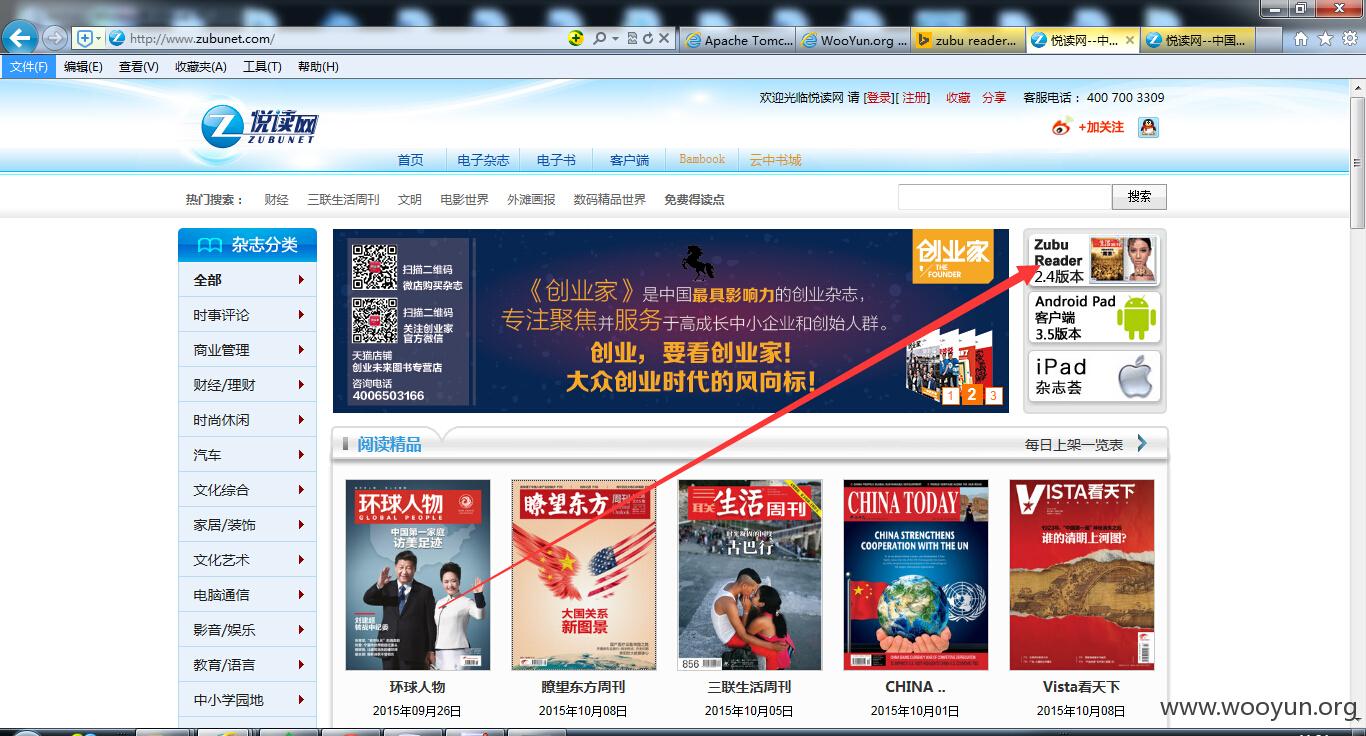 http://www.zubunet.com/
Apache Tomc...
WooYun.org ...
zubu reader...
悦读网--中...
悦读网--中国...
文件(F) 编辑(E) 查看(V) 收藏夹(A) 工具(T) 帮助(H)
欢迎光临悦读网 请 [登录][ 注册] 收藏 分享 客服电话： 400 700 3309
+加关注
悦读网
ZUBUNET
首页 电子杂志 电子书 客户端 Bambook 云中书城
热门搜索： 财经 三联生活周刊 文明 电影世界 外滩画报 数码精品世界 免费得读点
搜索
杂志分类
全部
时事评论
商业管理
财经/理财
时尚休闲
汽车
文化综合
家居/装饰
文化艺术
电脑通信
影音/娱乐
教育/语言
中小学园地
扫描二维码
微店购买杂志
扫描二维码
关注创业家
官方微信
天猫店铺
创业未来图书专营店
咨询电话
4006503166
《创业家》是中国最具影响力的创业杂志，
专注聚焦并服务于高成长中小企业和创始人群。
创业，要看创业家！
大众创业时代的风向标！
创业家
THE
FOUNDER
1 2 3
Zubu
Reader
2.4版本
Android Pad
客户端
3.5版本
iPad
杂志荟
阅读精品
每日上架一览表
环球人物
GLOBAL PEOPLE
中国第一家庭
访美足迹
刘建超
转战中纪委
瞭望东方周刊
大国关系
新图景
三联生活周刊
古巴行
856
CHINA TODAY
CHINA STRENGTHENS
COOPERATION WITH THE UN
VISTA看天下
谁的清明上河图?
环球人物
2015年09月26日
瞭望东方周刊
2015年10月08日
三联生活周刊
2015年10月05日
CHINA ..
2015年10月01日
Vista看天下
2015年10月08日
www.wooyun.org